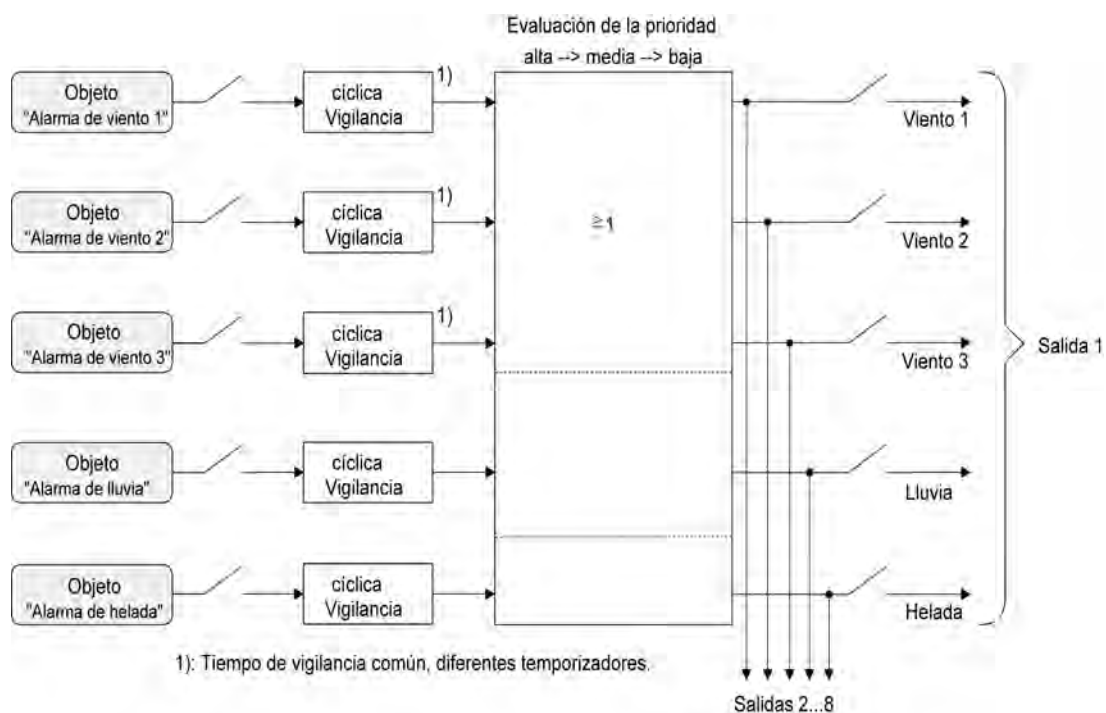 Evaluación de la prioridad
alta --> media --> baja
Objeto
"Alarma de viento 1"
cíclica
Vigilancia
1)
Viento 1
Objeto
"Alarma de viento 2"
cíclica
Vigilancia
1)
≧1
Viento 2
Objeto
"Alarma de viento 3"
cíclica
Vigilancia
1)
Viento 3
Salida 1
Objeto
"Alarma de lluvia"
cíclica
Vigilancia
Lluvia
Objeto
"Alarma de helada"
cíclica
Vigilancia
Helada
1): Tiempo de vigilancia común, diferentes temporizadores.
Salidas 2...8